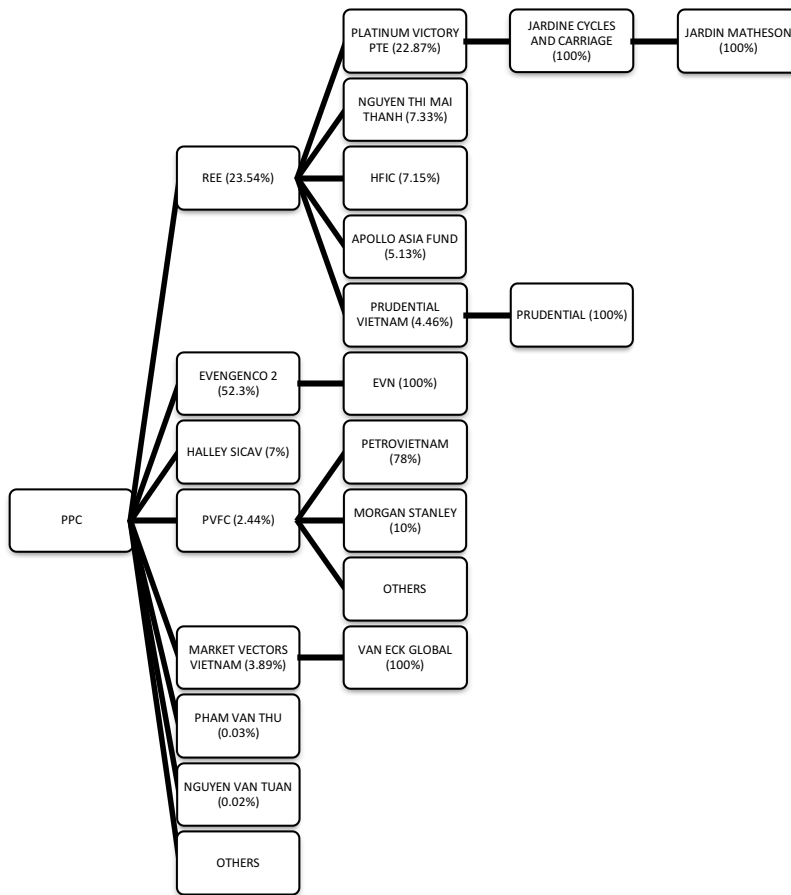 PLATINUM VICTORY
PTE (22.87%)
JARDINE CYCLES
AND CARRIAGE
(100%)
JARDIN MATHESON
(100%)
NGUYEN THI MAI
THANH (7.33%)
REE (23.54%)
HFIC (7.15%)
APOLLO ASIA FUND
(5.13%)
PRUDENTIAL
VIETNAM (4.46%)
PRUDENTIAL (100%)
EVENGENCO 2
(52.3%)
EVN (100%)
HALLEY SICAV (7%)
PETROVIETNAM
(78%)
PPC
PVFC (2.44%)
MORGAN STANLEY
(10%)
OTHERS
MARKET VECTORS
VIETNAM (3.89%)
VAN ECK GLOBAL
(100%)
PHAM VAN THU
(0.03%)
NGUYEN VAN TUAN
(0.02%)
OTHERS